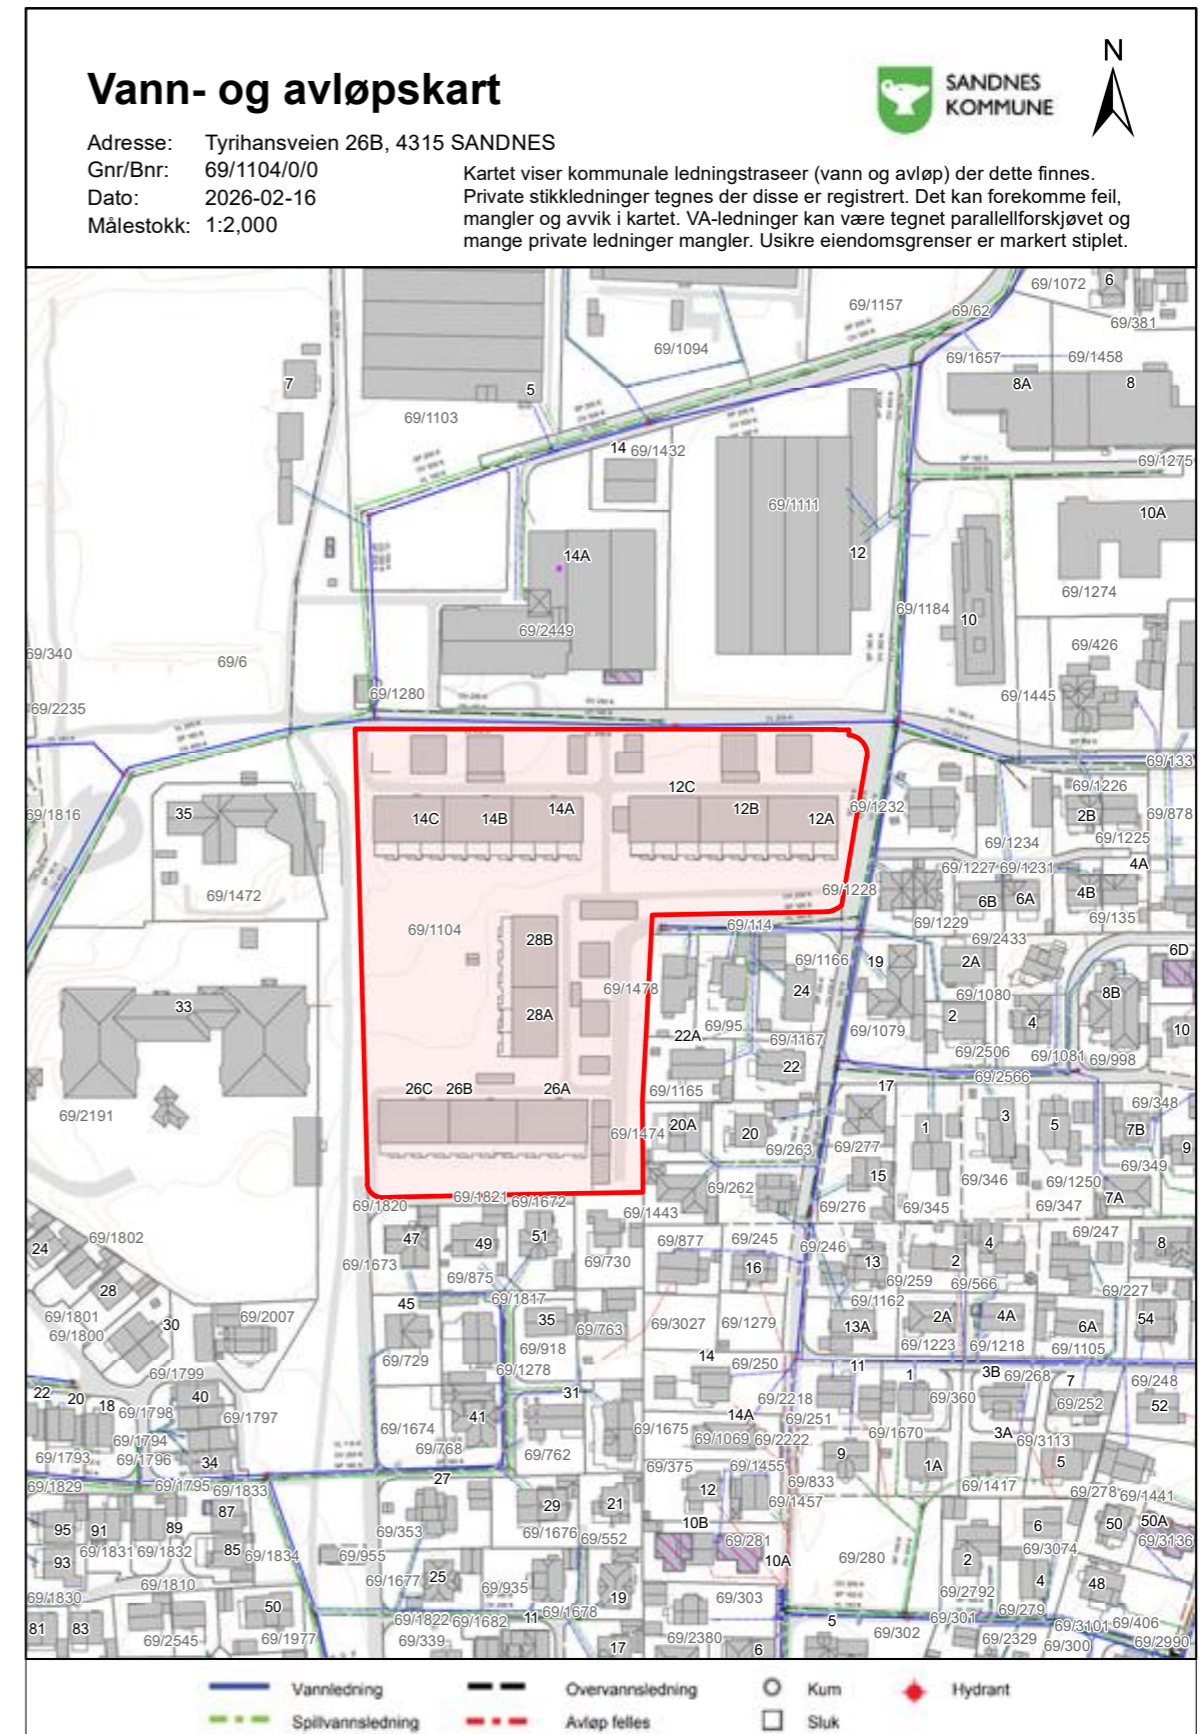 Vann- og avløpskart
SANDNES
KOMMUNE
N
Adresse: Tyrihansveien 26B, 4315 SANDNES
Gnr/Bnr: 69/1104/0/0
Dato: 2026-02-16
Målestokk: 1:2,000
Kartet viser kommunale ledningstraseer (vann og avløp) der dette finnes.
Private stikkledninger tegnes der disse er registrert. Det kan forekomme feil,
mangler og avvik i kartet. VA-ledninger kan være tegnet parallellforskjøvet og
mange private ledninger mangler. Usikre eiendomsgrenser er markert stiplet.
69/1072 6
69/1157 69/62 69/381
69/1094 69/1657 69/1458
7 5 8A 8
69/1103
14 69/1432 69/1275
69/1111 10A
14A 12
69/1184 69/1274
10
69/2449 69/426
69/340 69/6
69/1280 69/1445
69/2235
69/133
12C 69/1226
69/1816 35 14C 14B 14A 12B 12A 69/1232 2B 69/878
69/1234 69/1225
69/1227 69/1231 4A
69/1472 69/1228 6B 6A 4B
69/1104 69/114 69/1229 69/135
28B 69/2433
69/1166 19 2A 6D
69/1478 24 69/1080 8B
33 28A 69/95 69/1167 69/1079 2 4 10
22A 69/2506 69/1081 69/998
22 69/2566
26C 26B 26A 69/1165 17
69/2191 69/348
69/1474 20A 20 69/277 1 3 5 7B
69/263 9
69/349
15 69/346 69/1250
69/262 7A
69/1820 69/1821 69/1672 69/1443 69/276 69/345 69/347
69/1802 47 49 51 69/877 69/245 69/246 4 69/247 8
24 69/1673 69/730 16 13 2
69/875 69/259 69/566 69/227
28 69/1817 69/1162
69/1801 69/2007 45 35 69/763 69/3027 69/1279 13A 2A 4A 6A 54
69/1800 30 69/918 69/1223 69/1218 69/1105
69/729 69/1278 14 69/250 11 1 3B 69/268 7 69/248
69/1799
22 20 18 40 31 69/2218 69/360 69/252 52
69/1798 69/1797 69/1674 41 14A 69/251
69/1794 69/768 69/762 69/1675 69/1069 69/2222 69/1670 3A 69/3113
69/1793 69/1796 34 69/375 69/1455 9 1A 5
69/1829 69/1795 69/1833 27 12 69/833 69/1417 69/278 69/1441
87 29 21 69/1457
95 91 89 69/353 69/1676 10B 6 50 50A
69/1831 69/1832 69/552 69/281 69/3074 69/3136
93 85 69/1834 69/955 10A 69/280 2
69/1810 69/1677 25 69/935 19 4 48
69/1830 50 69/303 69/2792 69/279
69/1822 69/1682 11 69/1678 5 69/301 69/3101 69/406
81 83 69/2545 69/1977 69/339 17 69/2380 6 69/302 69/2329 69/300 69/2990
Vannledning Overvannsledning Kum Hydrant
Spillvannsledning Avløp felles Sluk